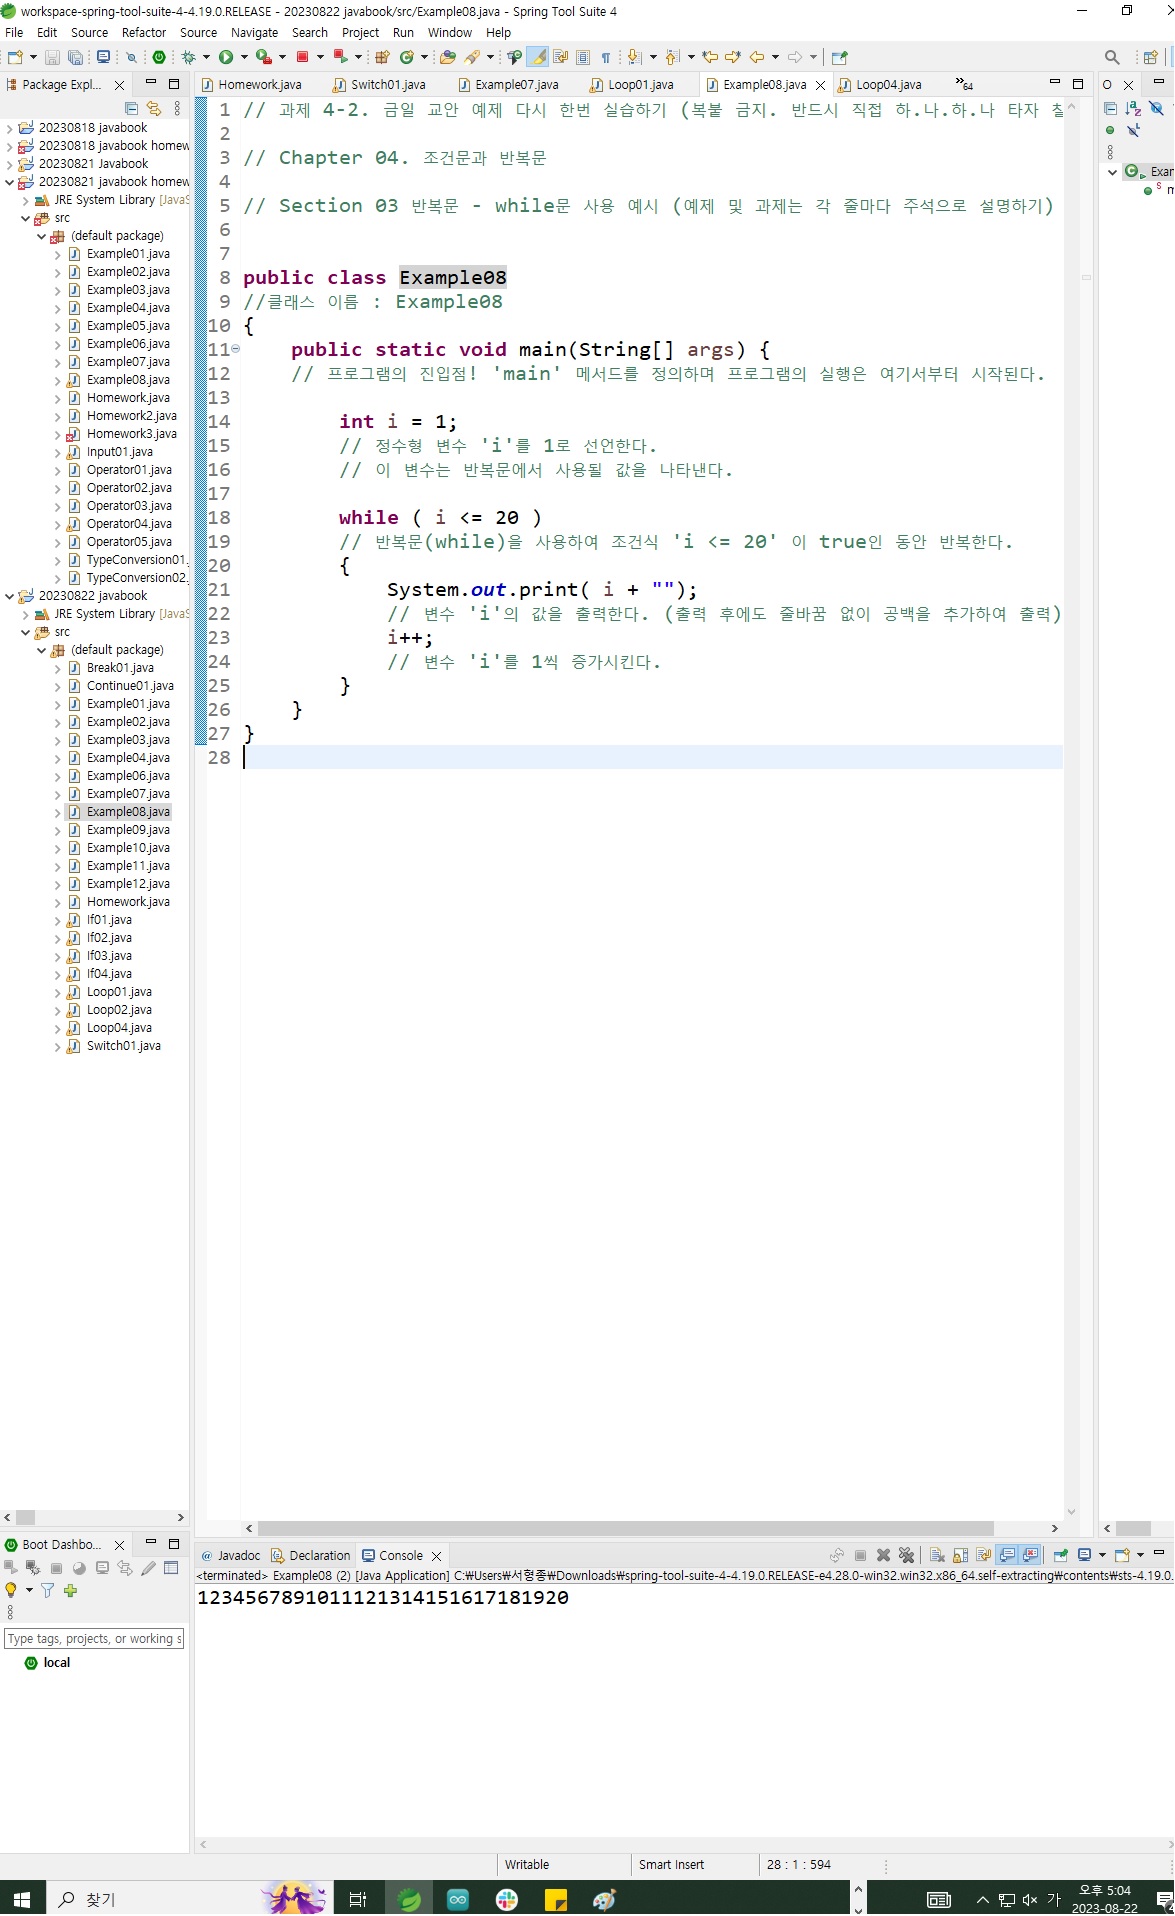 workspace-spring-tool-suite-4-4.19.0.RELEASE - 20230822 javabook/src/Example08.java - Spring Tool Suite 4
File Edit Source Refactor Source Navigate Search Project Run Window Help
Package Expl...
20230818 javabook
20230818 javabook homew
20230821 Javabook
20230821 javabook homew
JRE System Library [JavaS
src
(default package)
Example01.java
Example02.java
Example03.java
Example04.java
Example05.java
Example06.java
Example07.java
Example08.java
Homework.java
Homework2.java
Homework3.java
Input01.java
Operator01.java
Operator02.java
Operator03.java
Operator04.java
Operator05.java
TypeConversion01.
TypeConversion02.
20230822 javabook
JRE System Library [JavaS
src
(default package)
Break01.java
Continue01.java
Example01.java
Example02.java
Example03.java
Example04.java
Example06.java
Example07.java
Example08.java
Example09.java
Example10.java
Example11.java
Example12.java
Homework.java
If01.java
If02.java
If03.java
If04.java
Loop01.java
Loop02.java
Loop04.java
Switch01.java
Homework.java Switch01.java Example07.java Loop01.java Example08.java Loop04.java »64
1 // 과제 4-2. 금일 교안 예제 다시 한번 실습하기 (복붙 금지. 반드시 직접 하.나.하.나 타자 칠
2
3 // Chapter 04. 조건문과 반복문
4
5 // Section 03 반복문 - while문 사용 예시 (예제 및 과제는 각 줄마다 주석으로 설명하기)
6
7
8 public class Example08
9 //클래스 이름 : Example08
10 {
11 public static void main(String[] args) {
12 // 프로그램의 진입점! 'main' 메서드를 정의하며 프로그램의 실행은 여기서부터 시작된다.
13
14 int i = 1;
15 // 정수형 변수 'i'를 1로 선언한다.
16 // 이 변수는 반복문에서 사용될 값을 나타낸다.
17
18 while ( i <= 20 )
19 // 반복문(while)을 사용하여 조건식 'i <= 20' 이 true인 동안 반복한다.
20 {
21 System.out.print( i + "");
22 // 변수 'i'의 값을 출력한다. (출력 후에도 줄바꿈 없이 공백을 추가하여 출력)
23 i++;
24 // 변수 'i'를 1씩 증가시킨다.
25 }
26 }
27 }
28
O
Exar
m
Boot Dashbo...
Type tags, projects, or working s
local
@ Javadoc Declaration Console
<terminated> Example08 (2) [Java Application] C:₩Users₩서형종₩Downloads₩spring-tool-suite-4-4.19.0.RELEASE-e4.28.0-win32.win32.x86_64.self-extracting₩contents₩sts-4.19.0.
1234567891011121314151617181920
Writable Smart Insert 28 : 1 : 594
찾기
가
오후 5:04
2023-08-22